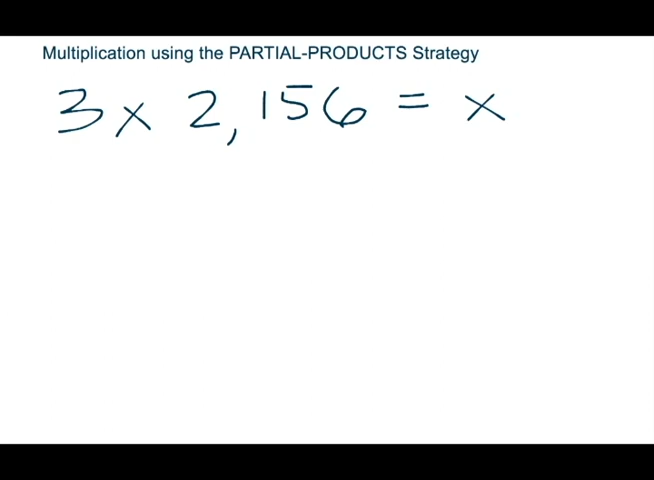 Multiplication using the PARTIAL-PRODUCTS Strategy
3 x 2,156 = x